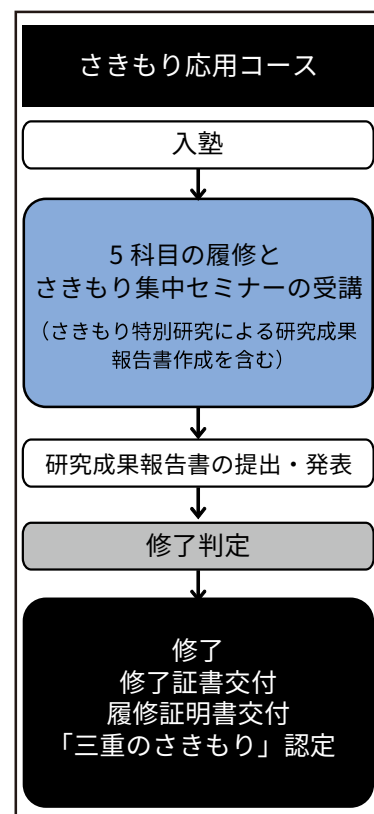 さきもり応用コース
入塾
5科目の履修と
さきもり集中セミナーの受講
（さきもり特別研究による研究成果
報告書作成を含む）
研究成果報告書の提出・発表
修了判定
修了
修了証書交付
履修証明書交付
「三重のさきもり」認定